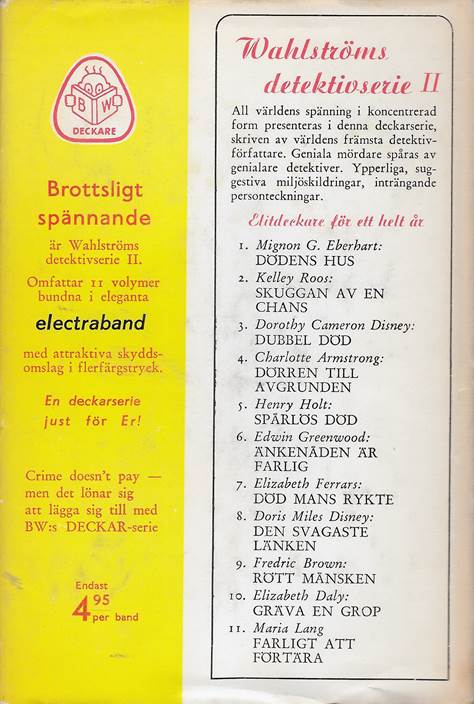 B W
DECKARE
Brottsligt
spännande
är Wahlströms
detektivserie II.
Omfattar 11 volymer
bundna i eleganta
electraband
med attraktiva skydds-
omslag i flerfärgstryck.
En deckarserie
just för Er!
Crime doesn't pay —
men det lönar sig
att lägga sig till med
BW:s DECKAR-serie
Endast
4 95
per band
Wahlströms
detektivserie II
All världens spänning i koncentrerad
form presenteras i denna deckarserie,
skriven av världens främsta detektiv-
författare. Geniala mördare spåras av
genialare detektiver. Ypperliga, sug-
gestiva miljöskildringar, inträngande
personteckningar.
Elitdeckare för ett helt år
1. Mignon G. Eberhart:
DÖDENS HUS
2. Kelley Roos:
SKUGGAN AV EN
CHANS
3. Dorothy Cameron Disney:
DUBBEL DÖD
4. Charlotte Armstrong:
DÖRREN TILL
AVGRUNDEN
5. Henry Holt:
SPÅRLÖS DÖD
6. Edwin Greenwood:
ÄNKENÅDEN ÄR
FARLIG
7. Elizabeth Ferrars:
DÖD MANS RYKTE
8. Doris Miles Disney:
DEN SVAGASTE
LÄNKEN
9. Fredric Brown:
RÖTT MÅNSKEN
10. Elizabeth Daly:
GRÄVA EN GROP
11. Maria Lang
FARLIGT ATT
FÖRTÄRA